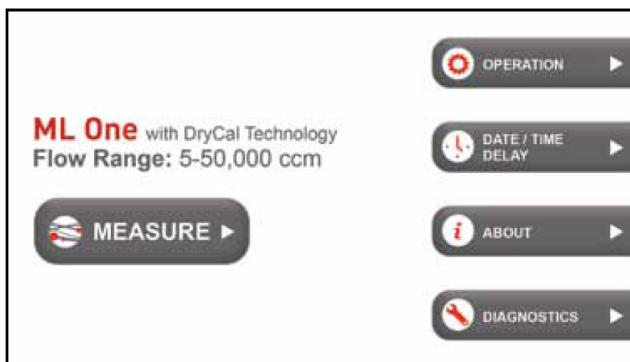 ML One with DryCal Technology
Flow Range: 5-50,000 ccm
MEASURE
OPERATION
DATE / TIME
DELAY
ABOUT
DIAGNOSTICS